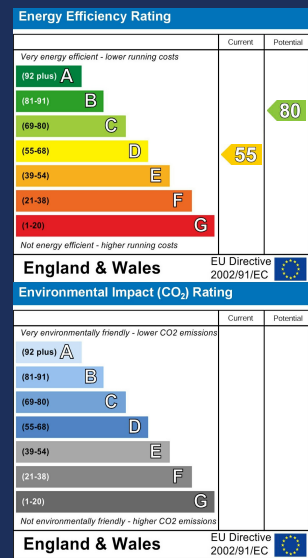 Energy Efficiency Rating
Current Potential
Very energy efficient - lower running costs
(92 plus) A
(81-91) B
(69-80) C
(55-68) D
(39-54) E
(21-38) F
(1-20) G
55
80
Not energy efficient - higher running costs
England & Wales
EU Directive
2002/91/EC
Environmental Impact (CO₂) Rating
Current Potential
Very environmentally friendly - lower CO2 emissions
(92 plus) A
(81-91) B
(69-80) C
(55-68) D
(39-54) E
(21-38) F
(1-20) G
Not environmentally friendly - higher CO2 emissions
England & Wales
EU Directive
2002/91/EC